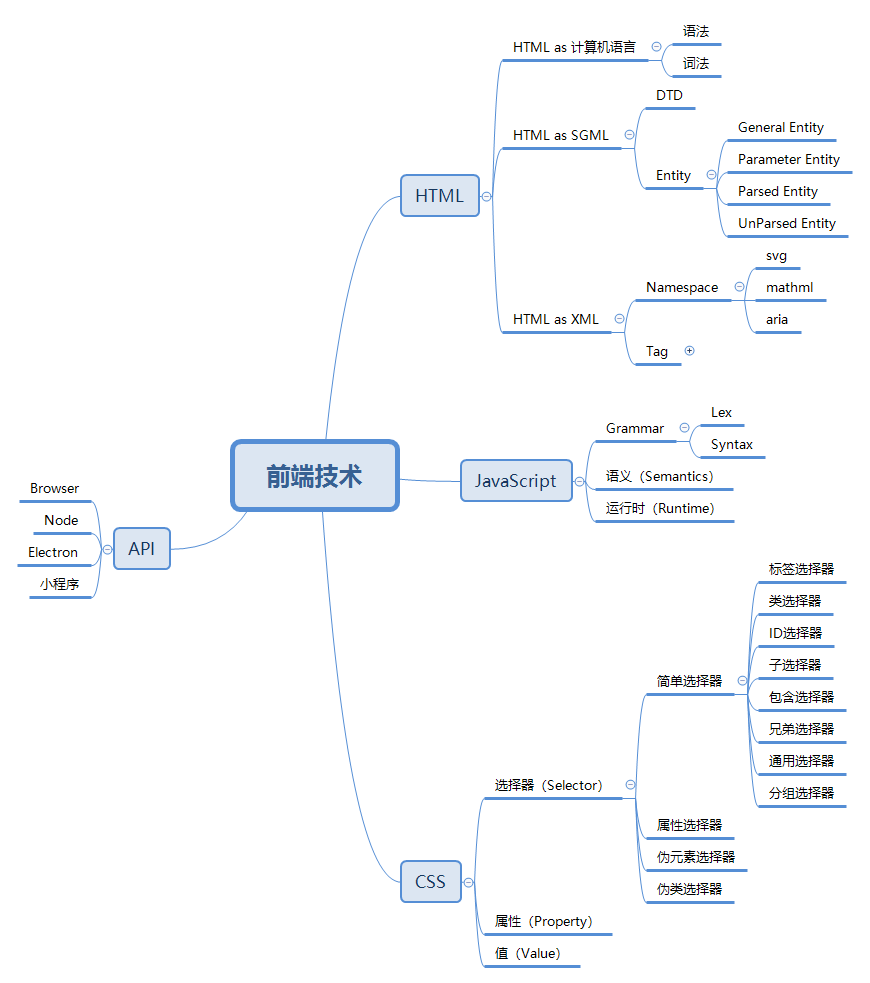 前端技术
HTML
HTML as 计算机语言
语法
词法
HTML as SGML
DTD
Entity
General Entity
Parameter Entity
Parsed Entity
UnParsed Entity
HTML as XML
Namespace
svg
mathml
aria
Tag
JavaScript
Grammar
Lex
Syntax
语义（Semantics）
运行时（Runtime）
CSS
选择器（Selector）
简单选择器
标签选择器
类选择器
ID选择器
子选择器
包含选择器
兄弟选择器
通用选择器
分组选择器
属性选择器
伪元素选择器
伪类选择器
属性（Property）
值（Value）
API
Browser
Node
Electron
小程序